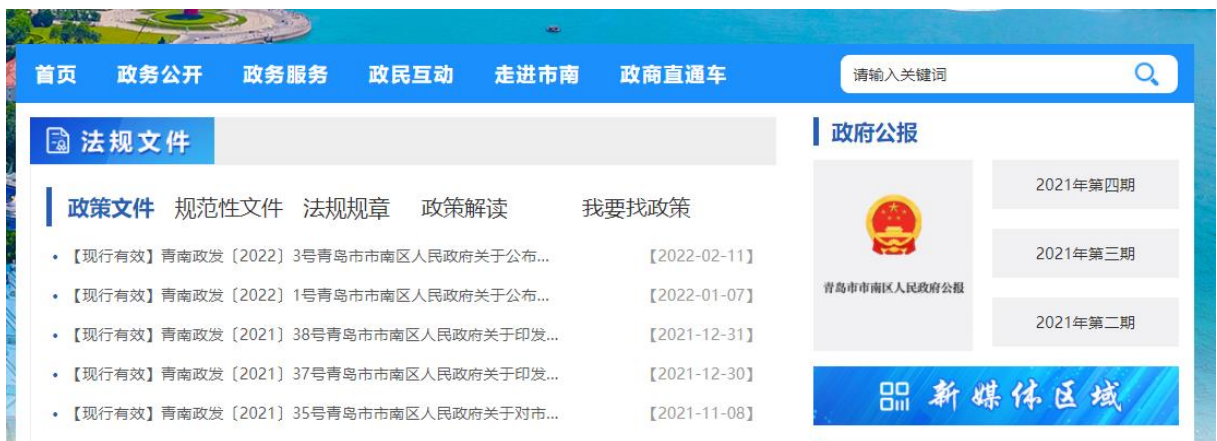 首页 政务公开 政务服务 政民互动 走进市南 政商直通车 请输入关键词
法规文件
政策文件 规范性文件 法规规章 政策解读 我要找政策
• 【现行有效】青南政发〔2022〕3号青岛市市南区人民政府关于公布... 【2022-02-11】
• 【现行有效】青南政发〔2022〕1号青岛市市南区人民政府关于公布... 【2022-01-07】
• 【现行有效】青南政发〔2021〕38号青岛市市南区人民政府关于印发... 【2021-12-31】
• 【现行有效】青南政发〔2021〕37号青岛市市南区人民政府关于印发... 【2021-12-30】
• 【现行有效】青南政发〔2021〕35号青岛市市南区人民政府关于对市... 【2021-11-08】
政府公报
青岛市市南区人民政府公报
2021年第四期
2021年第三期
2021年第二期
新媒体区域